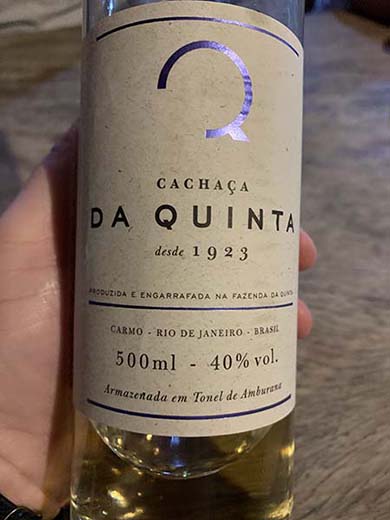 Q
CACHAÇA
DA QUINTA
desde 1923
PRODUZIDA E ENGARRAFADA NA FAZENDA DA QUINTA
CARMO - RIO DE JANEIRO - BRASIL
500ml - 40% vol.
Armazenada em Tonel de Amburana